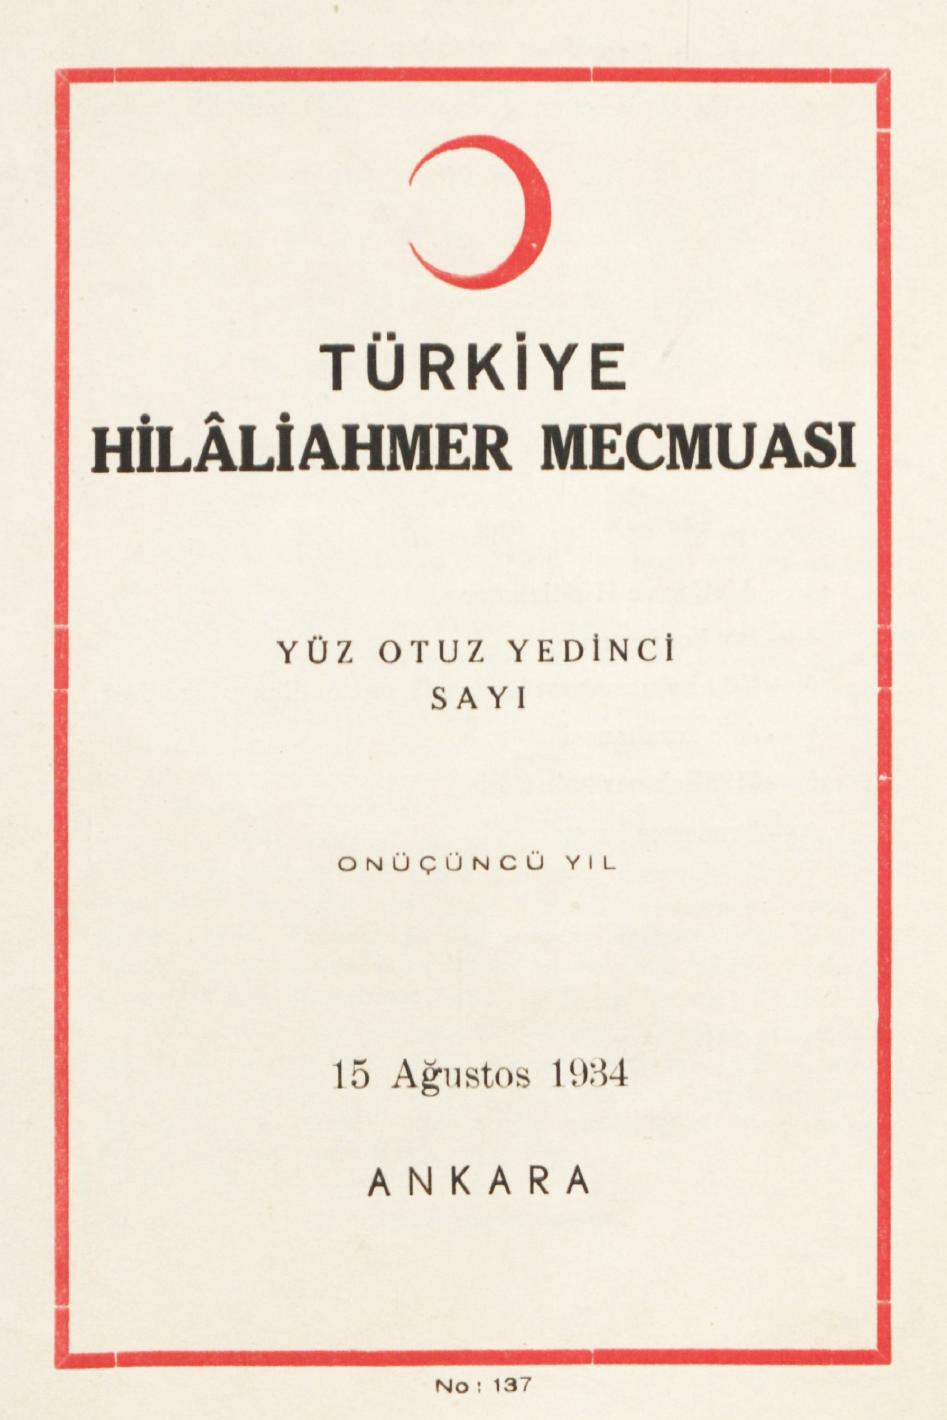 TÜRKİYE
HİLÂLİAHMER MECMUASI
YÜZ OTUZ YEDİNCİ
SAYI
ONÜÇÜNCÜ YIL
15 Ağustos 1934
ANKARA
No : 137